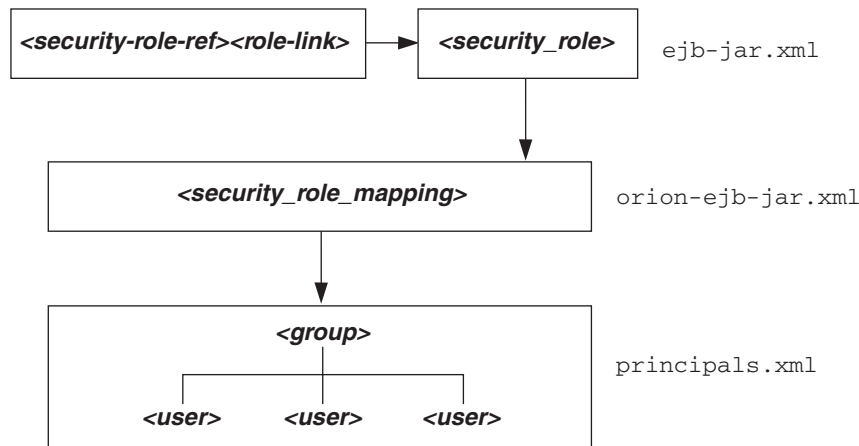 <security-role-ref><role-link>
<security_role>
ejb-jar.xml
<security_role_mapping>
orion-ejb-jar.xml
<group>
principals.xml
<user> <user> <user>